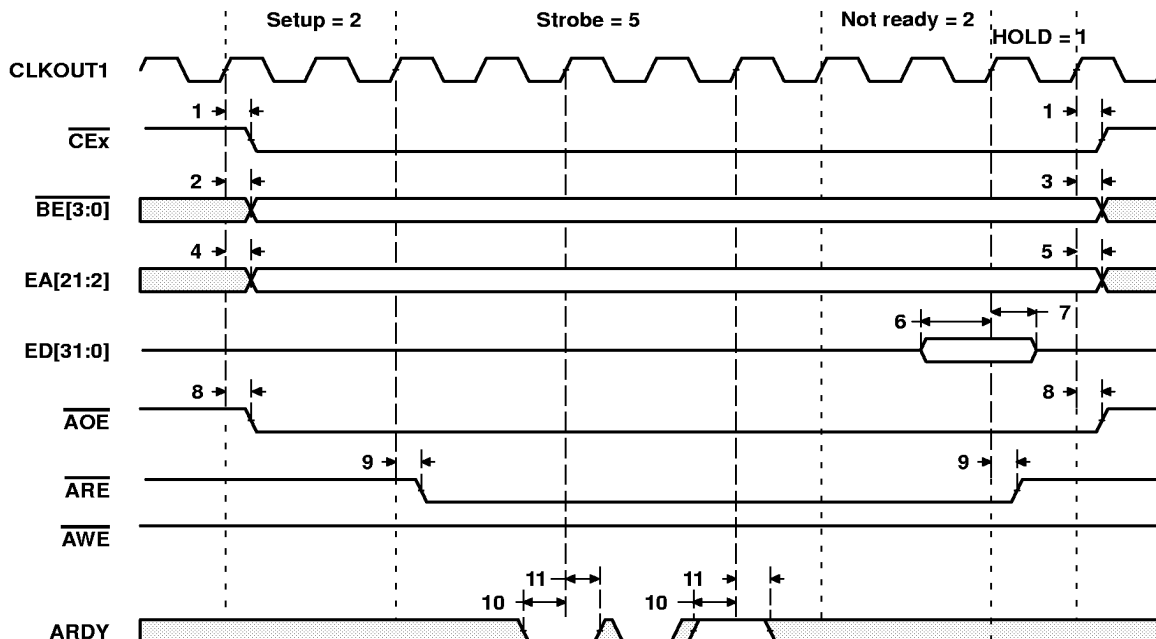 Setup = 2 Strobe = 5 Not ready = 2
HOLD = 1
CLKOUT1
1 1
CEx
2 3
BE[3:0]
4 5
EA[21:2]
6 7
ED[31:0]
8 8
AOE
9 9
ARE
AWE
11 11
10 10
ARDY